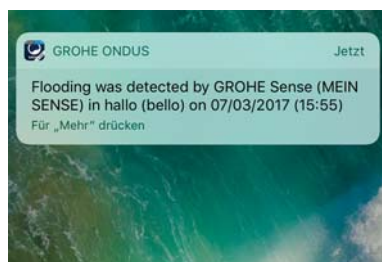 GROHE ONDUS Jetzt
Flooding was detected by GROHE Sense (MEIN
SENSE) in hallo (bello) on 07/03/2017 (15:55)
Für „Mehr“ drücken